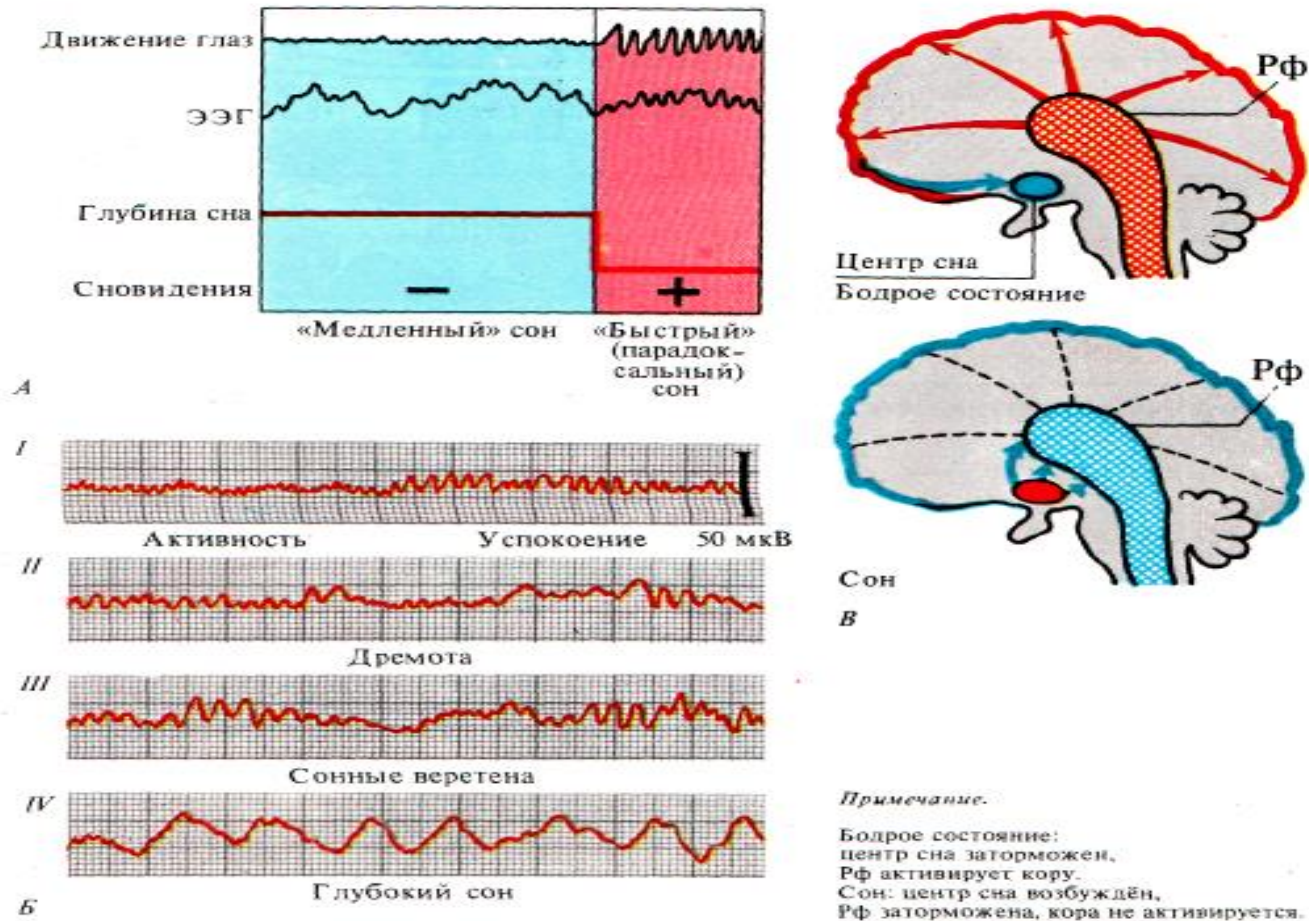 Движение глаз
ЭЭГ
Глубина сна
Сновидения
−
+
«Медленный» сон
«Быстрый»
(парадок-
сальный)
сон
А
I
Активность
Успокоение
50 мкВ
II
Дремота
III
Сонные веретена
IV
Глубокий сон
Б
Рф
Центр сна
Бодрое состояние
Рф
Сон
В
Примечание.
Бодрое состояние:
центр сна заторможен,
Рф активирует кору.
Сон: центр сна возбуждён,
Рф заторможена, кора не активируется.